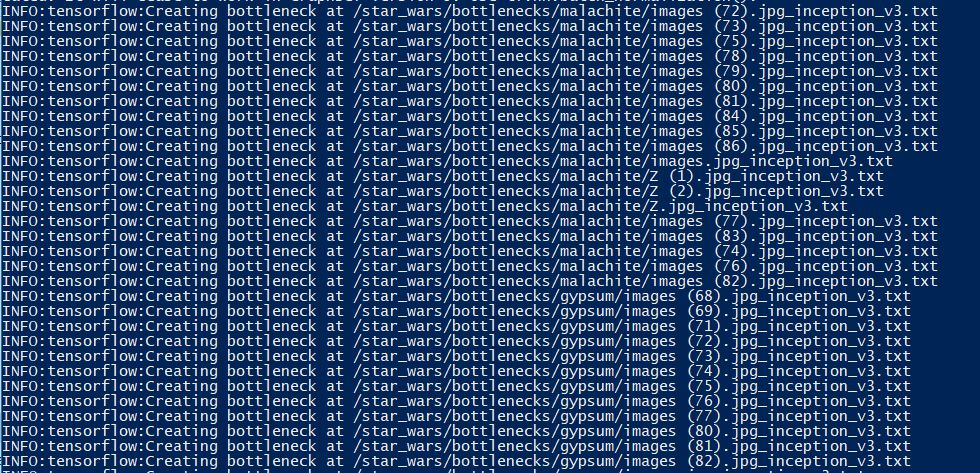 INFO:tensorflow:Creating bottleneck at /star_wars/bottlenecks/malachite/images (72).jpg_inception_v3.txt
INFO:tensorflow:Creating bottleneck at /star_wars/bottlenecks/malachite/images (73).jpg_inception_v3.txt
INFO:tensorflow:Creating bottleneck at /star_wars/bottlenecks/malachite/images (75).jpg_inception_v3.txt
INFO:tensorflow:Creating bottleneck at /star_wars/bottlenecks/malachite/images (78).jpg_inception_v3.txt
INFO:tensorflow:Creating bottleneck at /star_wars/bottlenecks/malachite/images (79).jpg_inception_v3.txt
INFO:tensorflow:Creating bottleneck at /star_wars/bottlenecks/malachite/images (80).jpg_inception_v3.txt
INFO:tensorflow:Creating bottleneck at /star_wars/bottlenecks/malachite/images (81).jpg_inception_v3.txt
INFO:tensorflow:Creating bottleneck at /star_wars/bottlenecks/malachite/images (84).jpg_inception_v3.txt
INFO:tensorflow:Creating bottleneck at /star_wars/bottlenecks/malachite/images (85).jpg_inception_v3.txt
INFO:tensorflow:Creating bottleneck at /star_wars/bottlenecks/malachite/images (86).jpg_inception_v3.txt
INFO:tensorflow:Creating bottleneck at /star_wars/bottlenecks/malachite/images.jpg_inception_v3.txt
INFO:tensorflow:Creating bottleneck at /star_wars/bottlenecks/malachite/Z (1).jpg_inception_v3.txt
INFO:tensorflow:Creating bottleneck at /star_wars/bottlenecks/malachite/Z (2).jpg_inception_v3.txt
INFO:tensorflow:Creating bottleneck at /star_wars/bottlenecks/malachite/Z.jpg_inception_v3.txt
INFO:tensorflow:Creating bottleneck at /star_wars/bottlenecks/malachite/images (77).jpg_inception_v3.txt
INFO:tensorflow:Creating bottleneck at /star_wars/bottlenecks/malachite/images (83).jpg_inception_v3.txt
INFO:tensorflow:Creating bottleneck at /star_wars/bottlenecks/malachite/images (74).jpg_inception_v3.txt
INFO:tensorflow:Creating bottleneck at /star_wars/bottlenecks/malachite/images (76).jpg_inception_v3.txt
INFO:tensorflow:Creating bottleneck at /star_wars/bottlenecks/malachite/images (82).jpg_inception_v3.txt
INFO:tensorflow:Creating bottleneck at /star_wars/bottlenecks/gypsum/images (68).jpg_inception_v3.txt
INFO:tensorflow:Creating bottleneck at /star_wars/bottlenecks/gypsum/images (69).jpg_inception_v3.txt
INFO:tensorflow:Creating bottleneck at /star_wars/bottlenecks/gypsum/images (71).jpg_inception_v3.txt
INFO:tensorflow:Creating bottleneck at /star_wars/bottlenecks/gypsum/images (72).jpg_inception_v3.txt
INFO:tensorflow:Creating bottleneck at /star_wars/bottlenecks/gypsum/images (73).jpg_inception_v3.txt
INFO:tensorflow:Creating bottleneck at /star_wars/bottlenecks/gypsum/images (74).jpg_inception_v3.txt
INFO:tensorflow:Creating bottleneck at /star_wars/bottlenecks/gypsum/images (75).jpg_inception_v3.txt
INFO:tensorflow:Creating bottleneck at /star_wars/bottlenecks/gypsum/images (76).jpg_inception_v3.txt
INFO:tensorflow:Creating bottleneck at /star_wars/bottlenecks/gypsum/images (77).jpg_inception_v3.txt
INFO:tensorflow:Creating bottleneck at /star_wars/bottlenecks/gypsum/images (80).jpg_inception_v3.txt
INFO:tensorflow:Creating bottleneck at /star_wars/bottlenecks/gypsum/images (81).jpg_inception_v3.txt
INFO:tensorflow:Creating bottleneck at /star_wars/bottlenecks/gypsum/images (82).jpg_inception_v3.txt